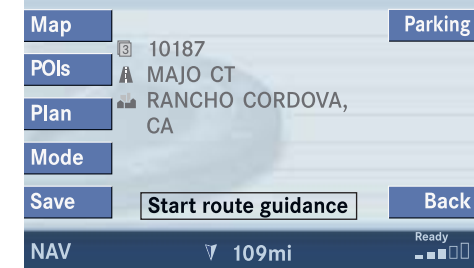 Map
Parking
3 10187
POIs
MAJO CT
RANCHO CORDOVA,
Plan
CA
Mode
Save
Start route guidance
Back
Ready
NAV
109mi